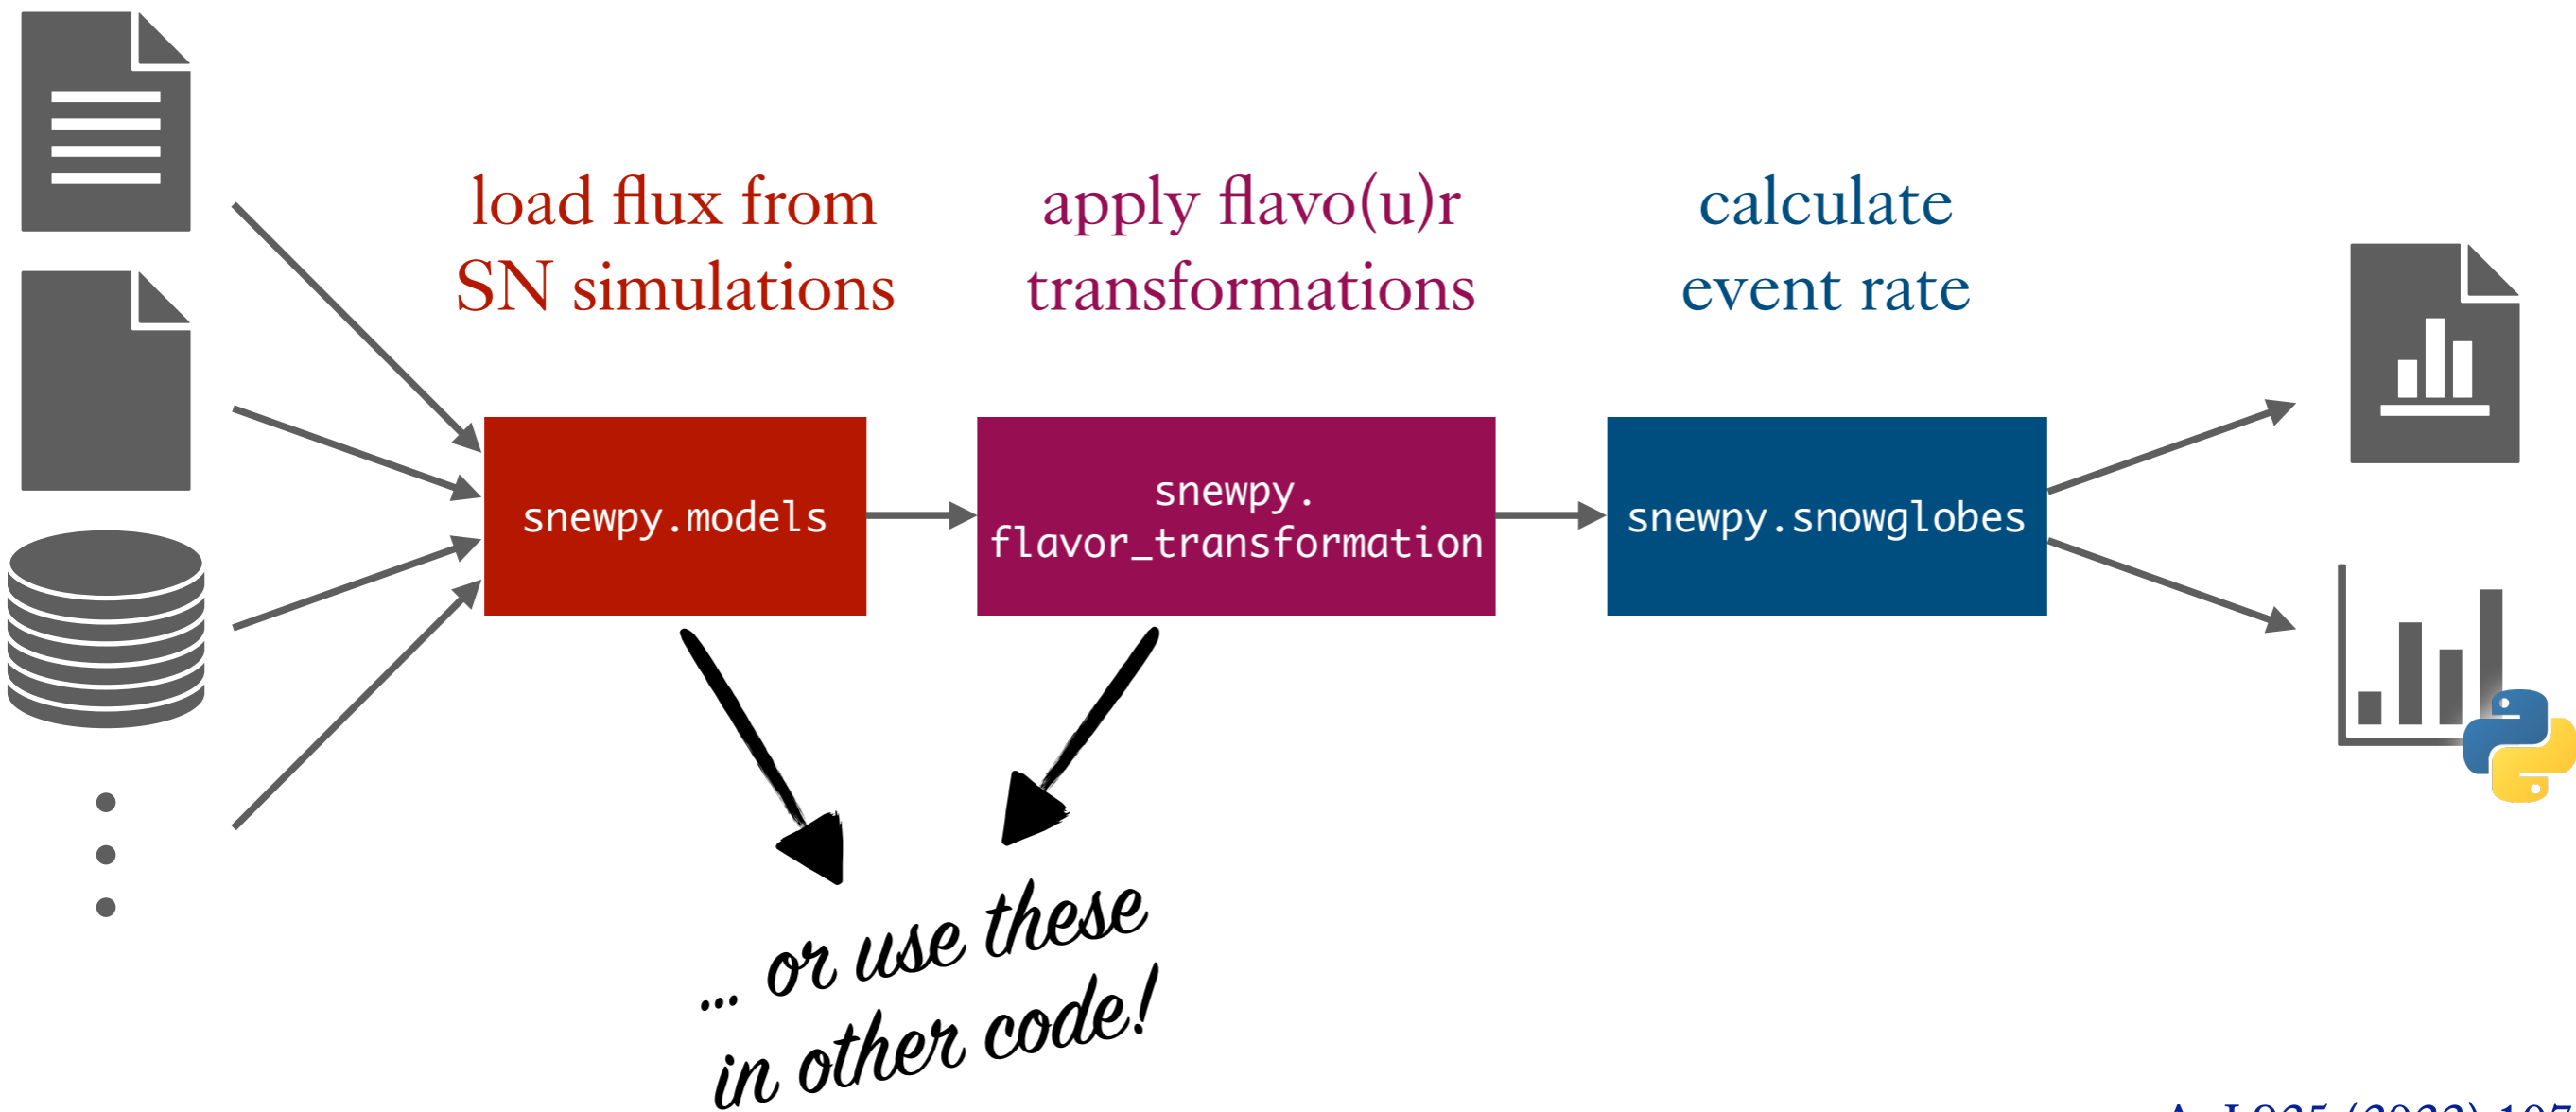 load flux from
SN simulations
apply flavo(u)r
transformations
calculate
event rate
snewpy.models
snewpy.
flavor_transformation
snewpy.snowglobes
... or use these
in other code!